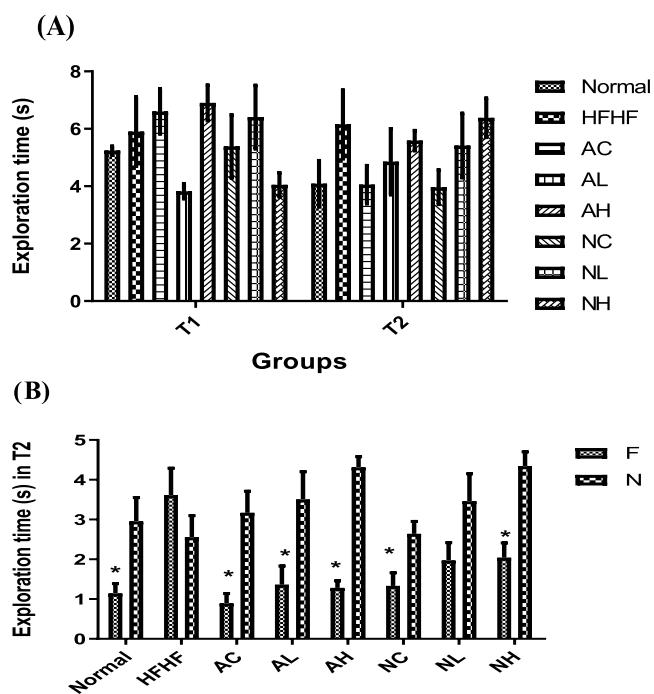 (A)
Exploration time (s)
8
6
4
2
0
T1
T2
Groups
Normal
HFHF
AC
AL
AH
NC
NL
NH
(B)
Exploration time (s) in T2
5
4
3
2
1
0
*
*
*
*
*
*
Normal
HFHF
AC
AL
AH
NC
NL
NH
F
N